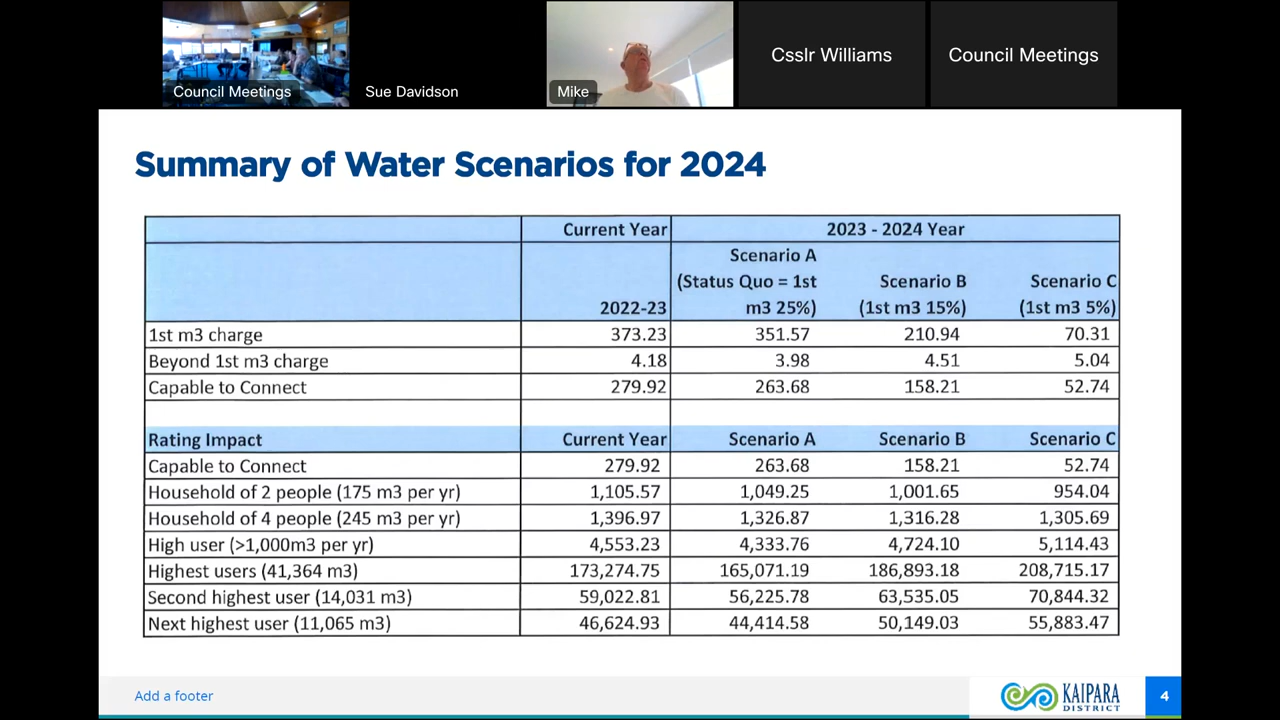 Council Meetings
Sue Davidson
Mike
Csslr Williams
Council Meetings
Summary of Water Scenarios for 2024
Current Year 2023 - 2024 Year
Scenario A
(Status Quo = 1st Scenario B Scenario C
2022-23 m3 25%) (1st m3 15%) (1st m3 5%)
1st m3 charge 373.23 351.57 210.94 70.31
Beyond 1st m3 charge 4.18 3.98 4.51 5.04
Capable to Connect 279.92 263.68 158.21 52.74
Rating Impact Current Year Scenario A Scenario B Scenario C
Capable to Connect 279.92 263.68 158.21 52.74
Household of 2 people (175 m3 per yr) 1,105.57 1,049.25 1,001.65 954.04
Household of 4 people (245 m3 per yr) 1,396.97 1,326.87 1,316.28 1,305.69
High user (>1,000m3 per yr) 4,553.23 4,333.76 4,724.10 5,114.43
Highest users (41,364 m3) 173,274.75 165,071.19 186,893.18 208,715.17
Second highest user (14,031 m3) 59,022.81 56,225.78 63,535.05 70,844.32
Next highest user (11,065 m3) 46,624.93 44,414.58 50,149.03 55,883.47
Add a footer
KAIPARA
DISTRICT
4